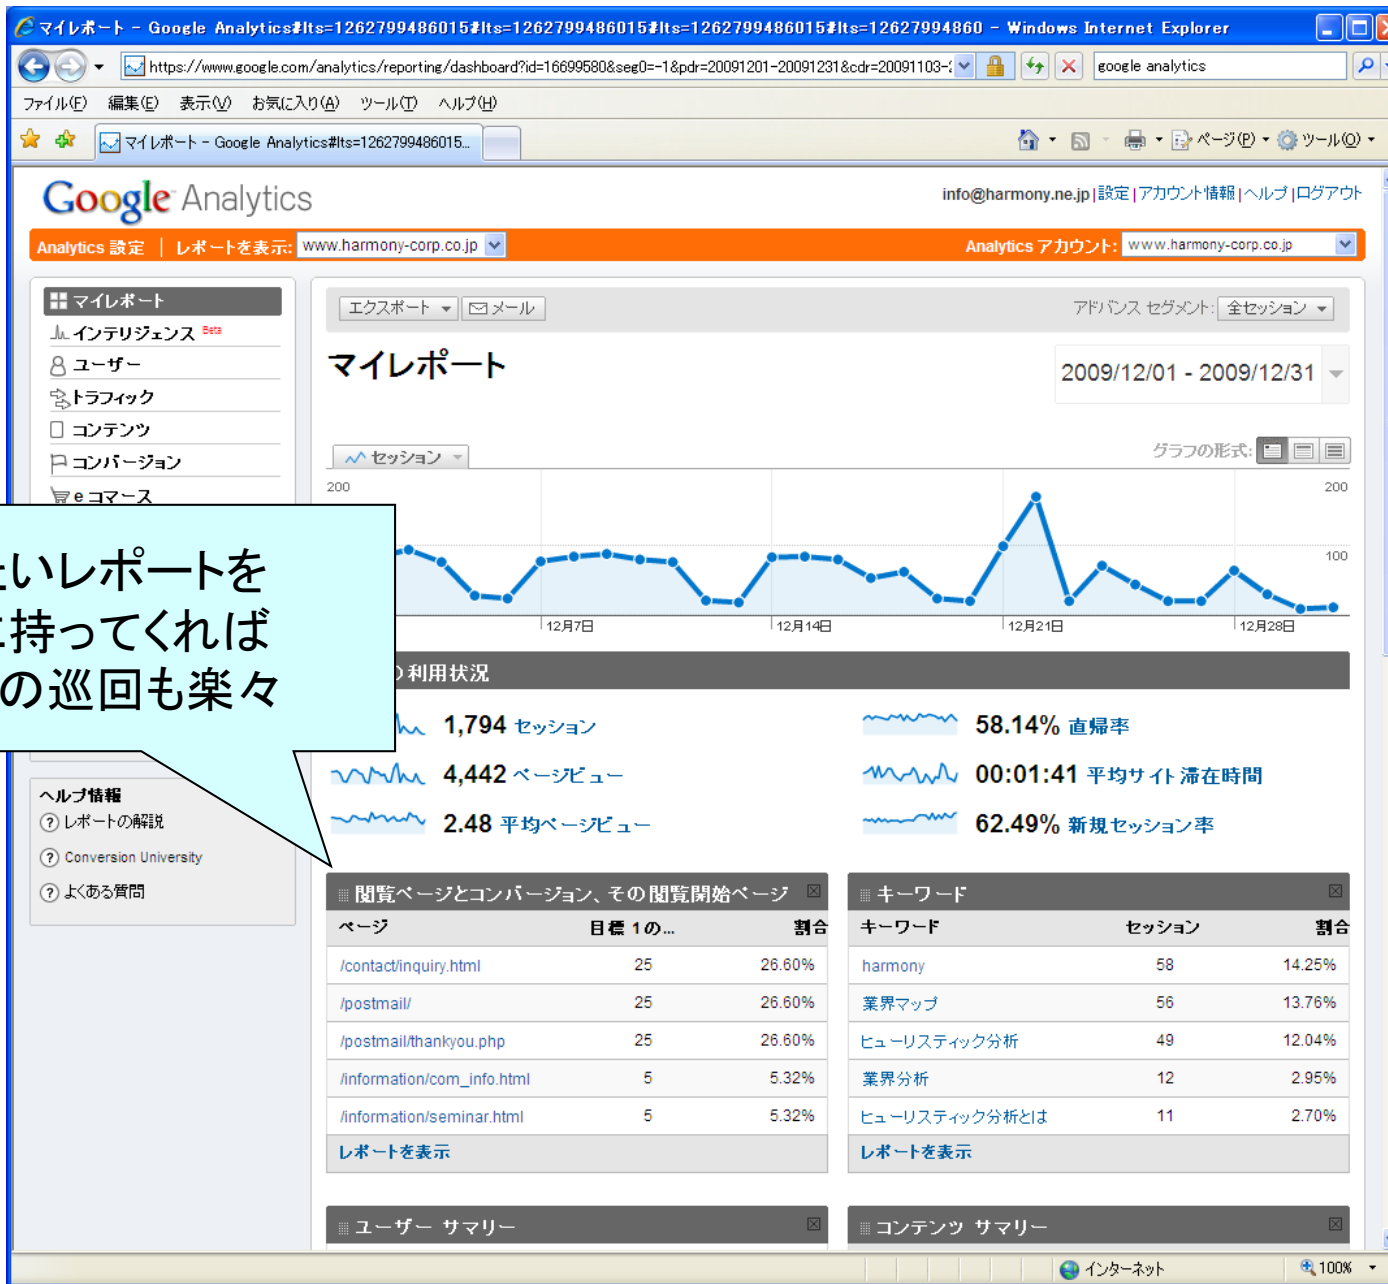 マイレポート - Google Analytics#lts=1262799486015#lts=1262799486015#lts=1262799486015#lts=12627994860 - Windows Internet Explorer
https://www.google.com/analytics/reporting/dashboard?id=16699580&seg0=-1&pdr=20091201-20091231&cdr=20091103-
google analytics
ファイル(F) 編集(E) 表示(V) お気に入り(A) ツール(T) ヘルプ(H)
マイレポート - Google Analytics#lts=1262799486015...
ページ(P) ツール(O)
Google Analytics
info@harmony.ne.jp | 設定 | アカウント情報 | ヘルプ | ログアウト
Analytics 設定 | レポートを表示: www.harmony-corp.co.jp
Analytics アカウント: www.harmony-corp.co.jp
マイレポート
インテリジェンス Beta
ユーザー
トラフィック
コンテンツ
コンバージョン
e コマース
エクスポート メール
アドバンス セグメント: 全セッション
マイレポート
2009/12/01 - 2009/12/31
セッション
グラフの形式:
200 200
100
12月7日 12月14日 12月21日 12月28日
いレポートを
持ってくれば
の巡回も楽々
利用状況
1,794 セッション
58.14% 直帰率
4,442 ページビュー
00:01:41 平均サイト滞在時間
2.48 平均ページビュー
62.49% 新規セッション率
ヘルプ情報
レポートの解説
Conversion University
よくある質問
閲覧ページとコンバージョン、その閲覧開始ページ
ページ 目標 1の... 割合
/contact/inquiry.html 25 26.60%
/postmail/ 25 26.60%
/postmail/thankyou.php 25 26.60%
/information/com_info.html 5 5.32%
/information/seminar.html 5 5.32%
レポートを表示
キーワード
キーワード セッション 割合
harmony 58 14.25%
業界マップ 56 13.76%
ヒューリスティック分析 49 12.04%
業界分析 12 2.95%
ヒューリスティック分析とは 11 2.70%
レポートを表示
ユーザー サマリー
コンテンツ サマリー
インターネット
100%